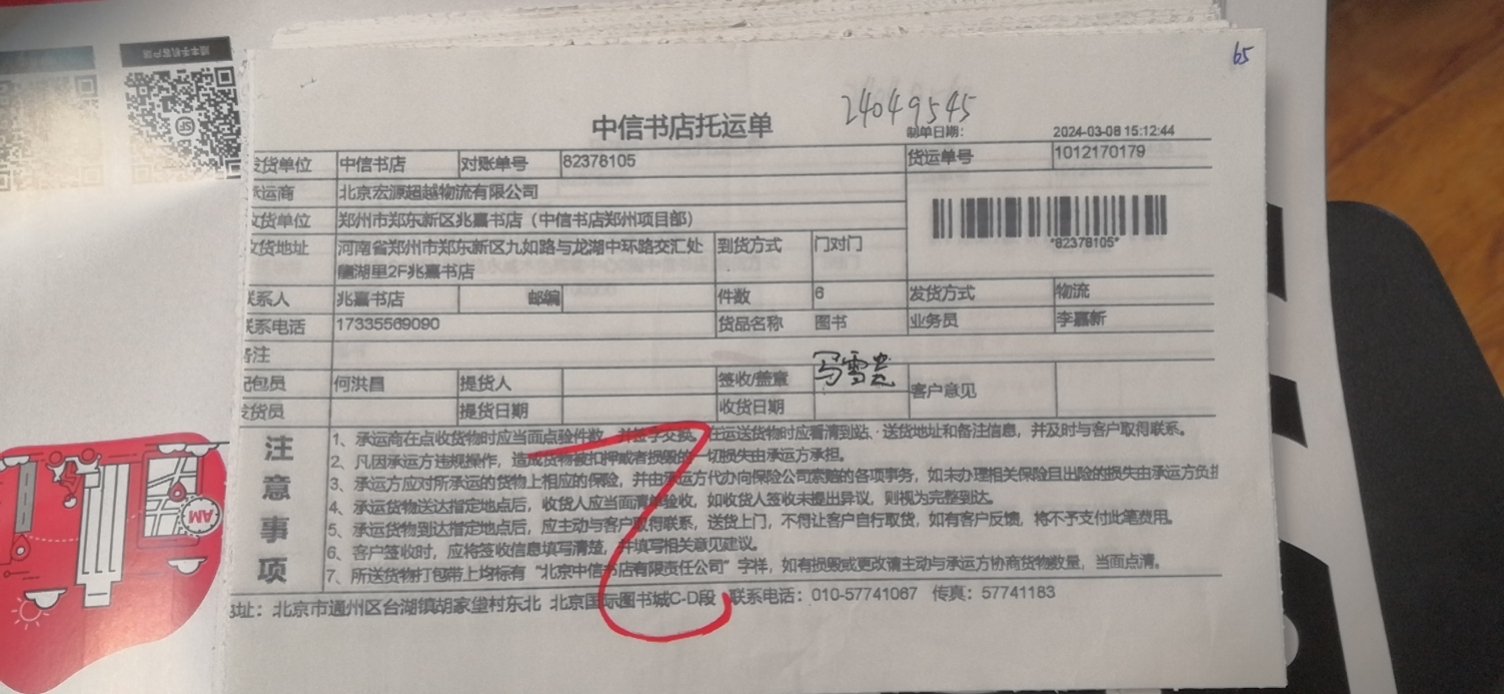 65
24049545
中信书店托运单
制单日期： 2024-03-08 15:12:44
发货单位 中信书店 对账单号 82378105 货运单号 1012170179
承运商 北京宏源超越物流有限公司
收货单位 郑州市郑东新区兆嘉书店（中信书店郑州项目部）
*82378105*
收货地址 河南省郑州市郑东新区九如路与龙湖中环路交汇处 到货方式 门对门
湖里2F兆嘉书店
联系人 兆嘉书店 邮编 件数 6 发货方式 物流
联系电话 17335569090 货品名称 图书 业务员 李嘉新
备注
配包员 何洪昌 提货人 签收/盖章 客户意见
发货员 提货日期 收货日期
注意事项
1、承运商在点收货物时应当面点验件数，并签字交换。在运送货物时应看清到站、送货地址和备注信息，并及时与客户取得联系。
2、凡因承运方违规操作，造成货物被扣押或者损毁的一切损失由承运方承担。
3、承运方应对所承运的货物上相应的保险，并由承运方代办向保险公司索赔的各项事务，如未办理相关保险且出险的损失由承运方负担
4、承运货物送达指定地点后，收货人应当面清单验收，如收货人签收未提出异议，则视为完整到达。
5、承运货物到达指定地点后，应主动与客户取得联系，送货上门，不得让客户自行取货，如有客户反馈，将不予支付此笔费用。
6、客户签收时，应将签收信息填写清楚，并填写相关意见建议。
7、所送货物打包带上均标有“北京中信书店有限责任公司”字样，如有损毁或更改请主动与承运方协商货物数量，当面点清。
地址：北京市通州区台湖镇胡家垡村东北 北京国际图书城C-D段 联系电话：010-57741067 传真：57741183
SF
AM